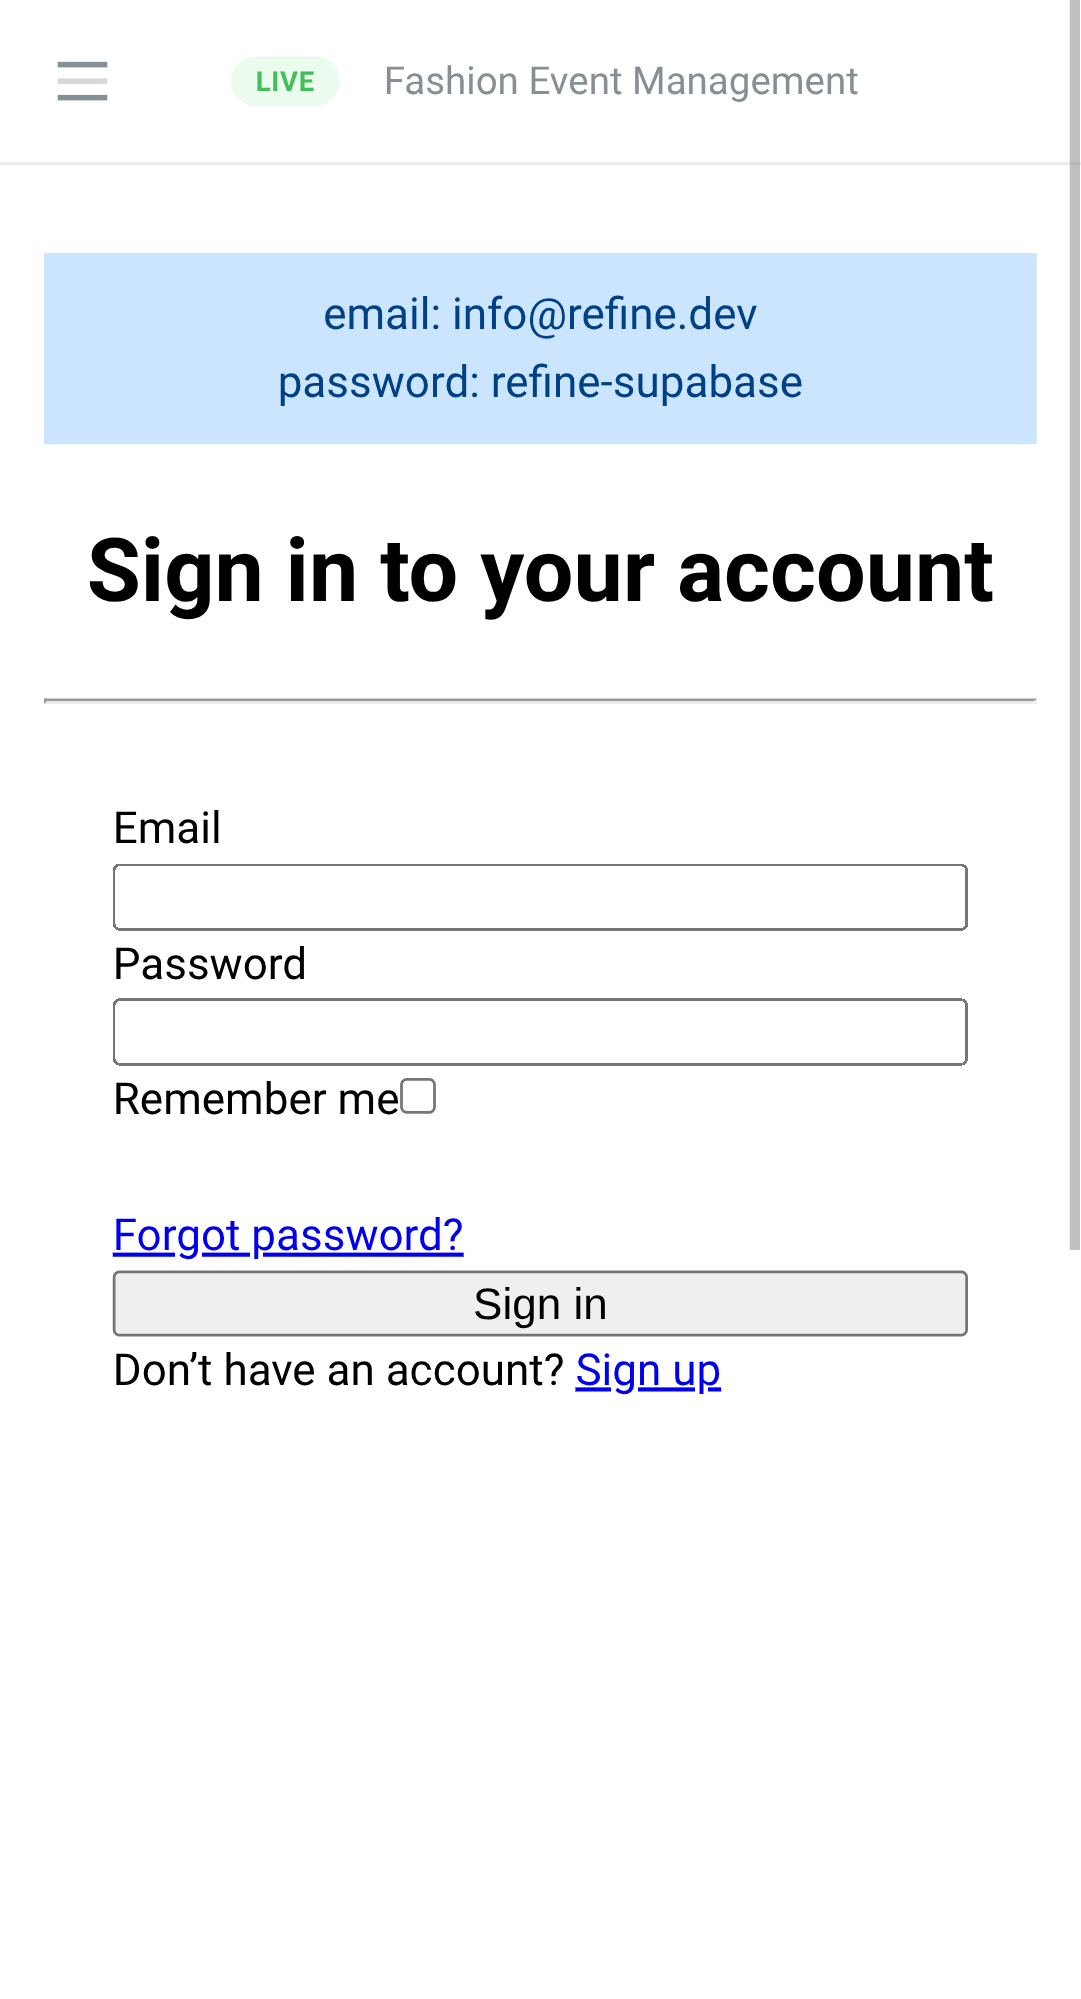 LIVE Fashion Event Management
email: info@refine.dev
password: refine-supabase
Sign in to your account
Email
Password
Remember me
Forgot password?
Sign in
Don’t have an account? Sign up